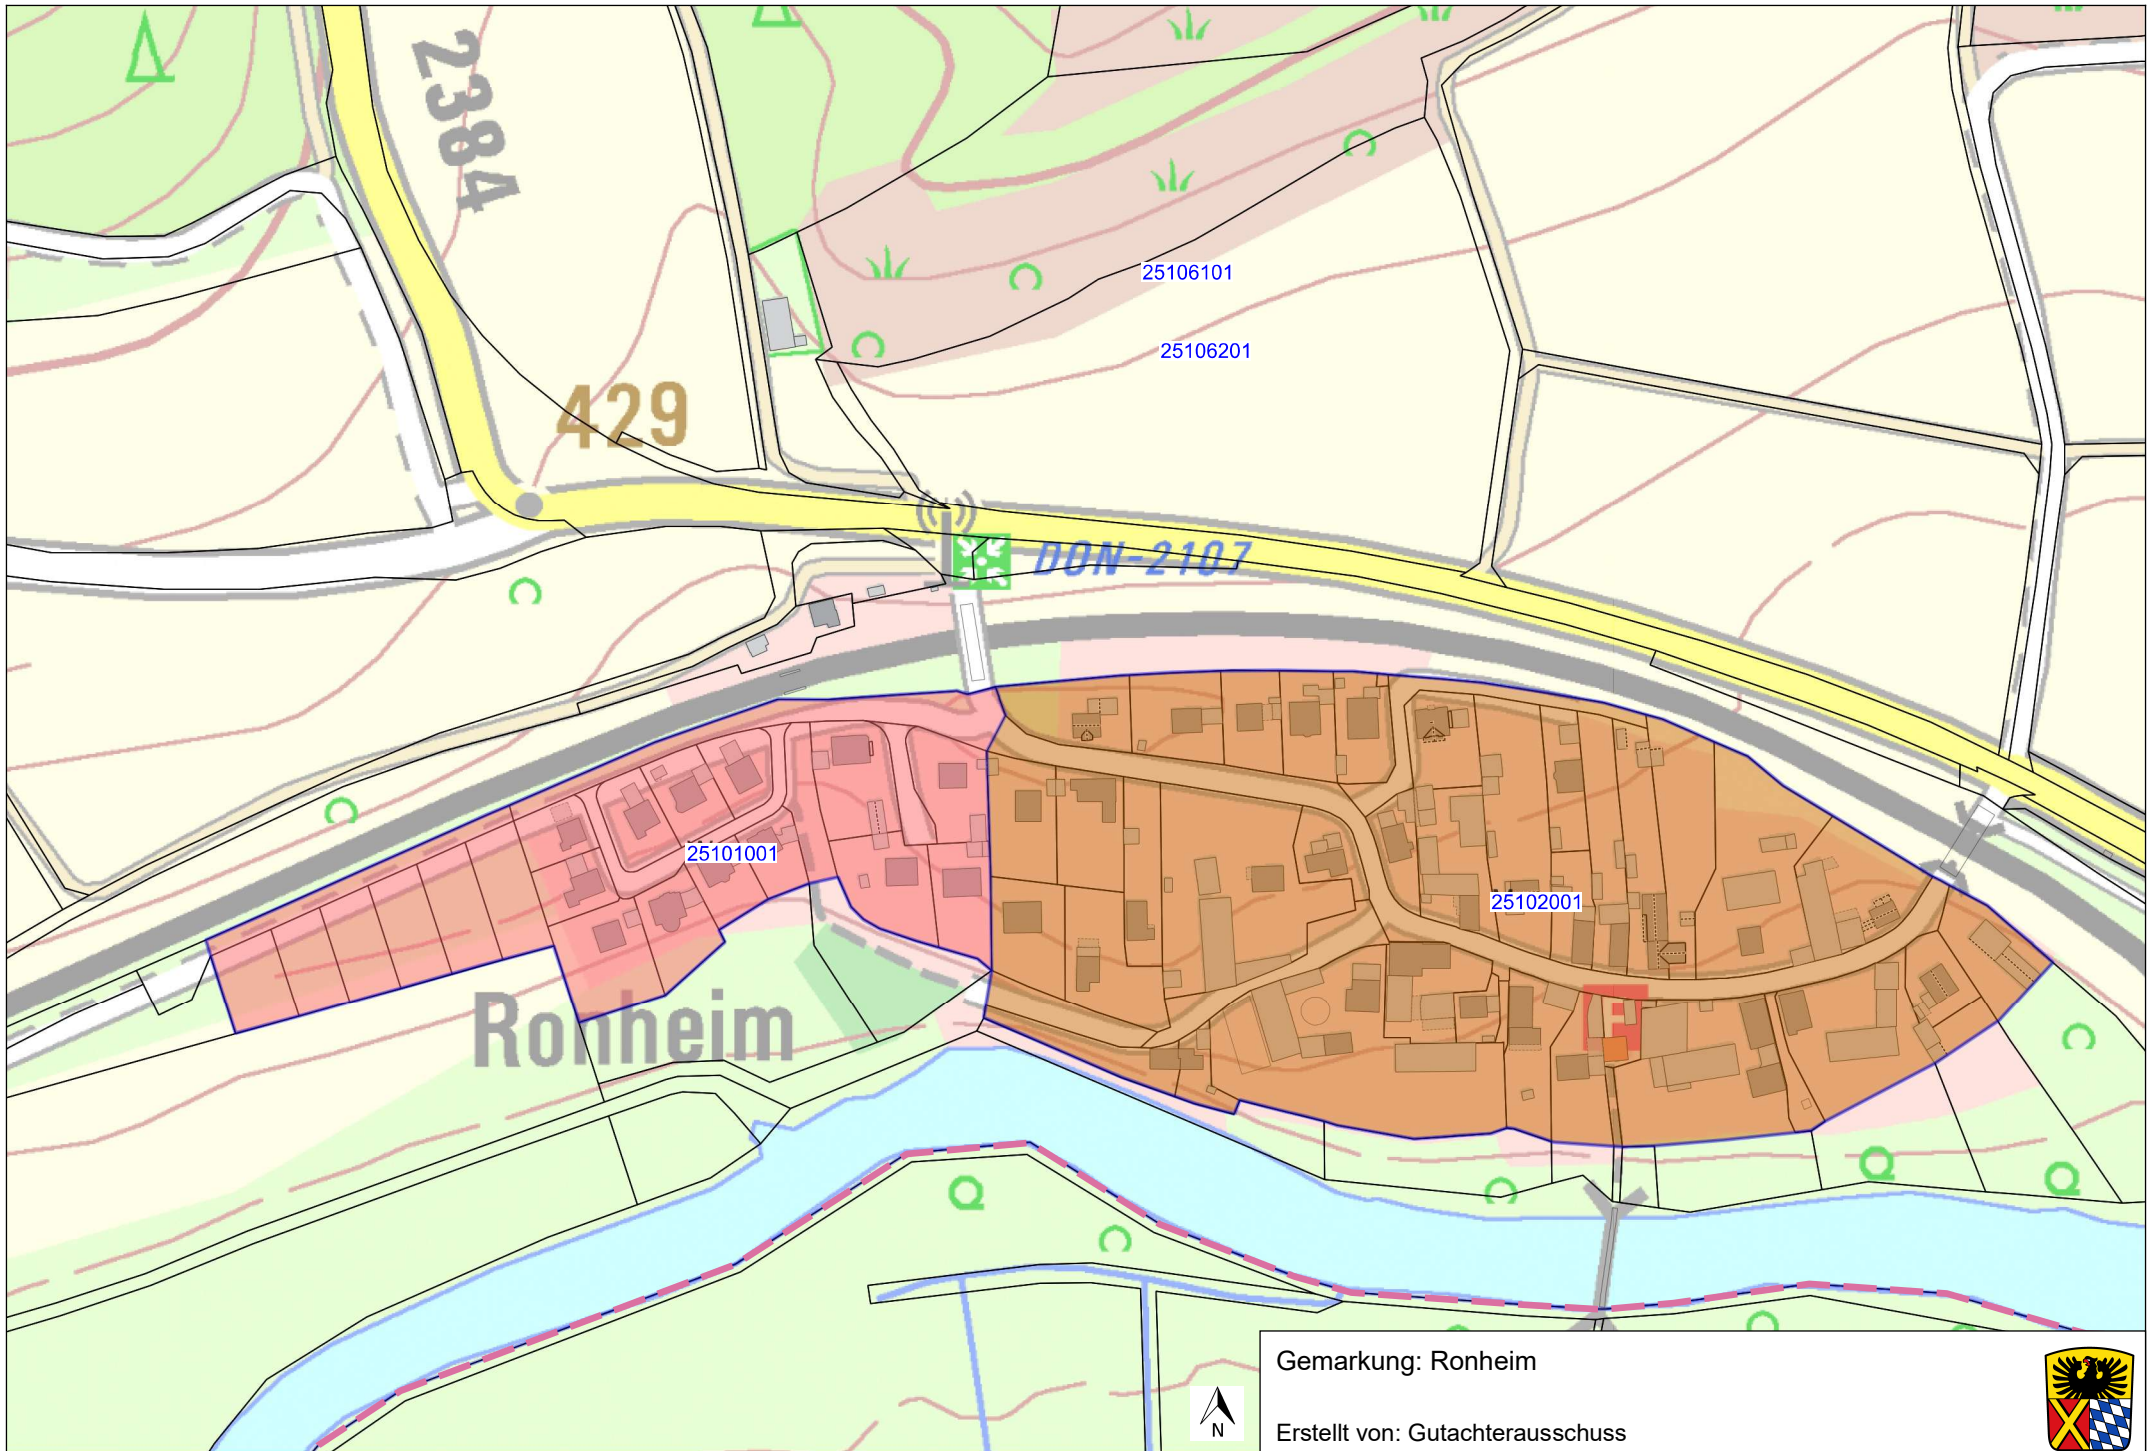 2384
25106101
25106201
429
DON-2107
25101001
25102001
F
Ronheim
Gemarkung: Ronheim
N
Erstellt von: Gutachterausschuss